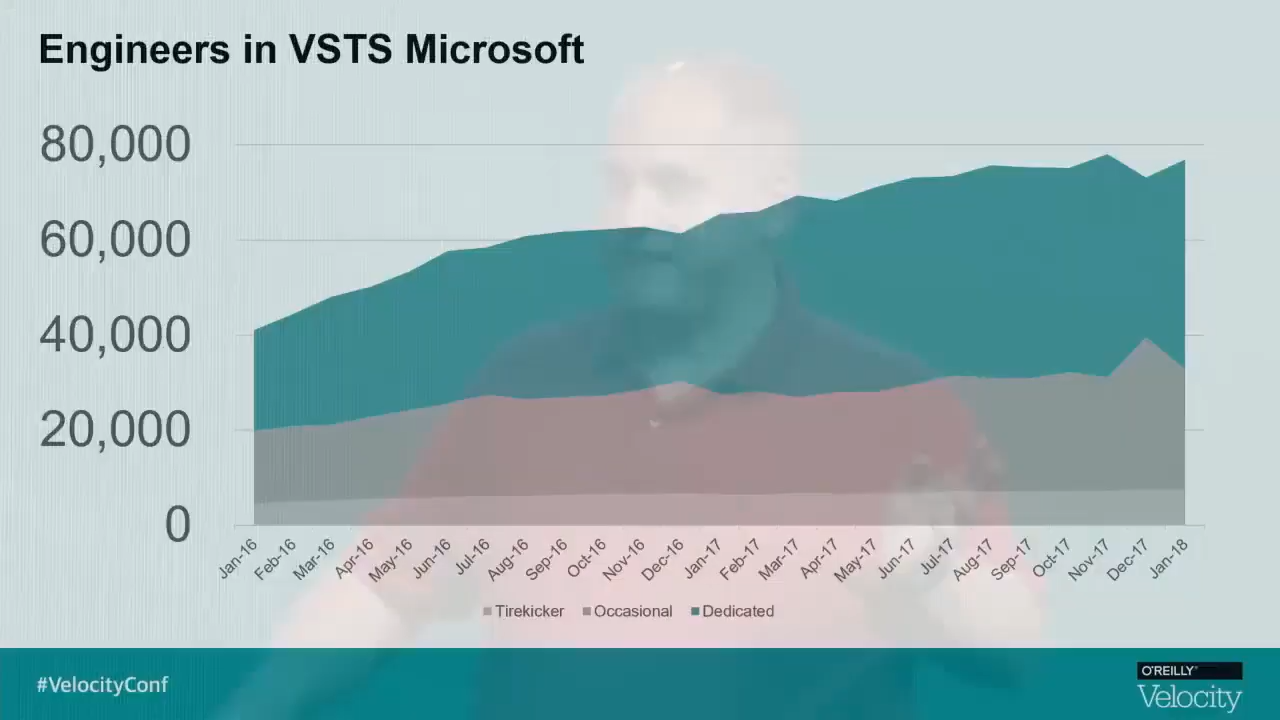 Engineers in VSTS Microsoft
80,000
60,000
40,000
20,000
0
Jan-16 Feb-16 Mar-16 Apr-16 May-16 Jun-16 Jul-16 Aug-16 Sep-16 Oct-16 Nov-16 Dec-16 Jan-17 Feb-17 Mar-17 Apr-17 May-17 Jun-17 Jul-17 Aug-17 Sep-17 Oct-17 Nov-17 Dec-17 Jan-18
Tirekicker Occasional Dedicated
#VelocityConf
O'REILLY®
Velocity